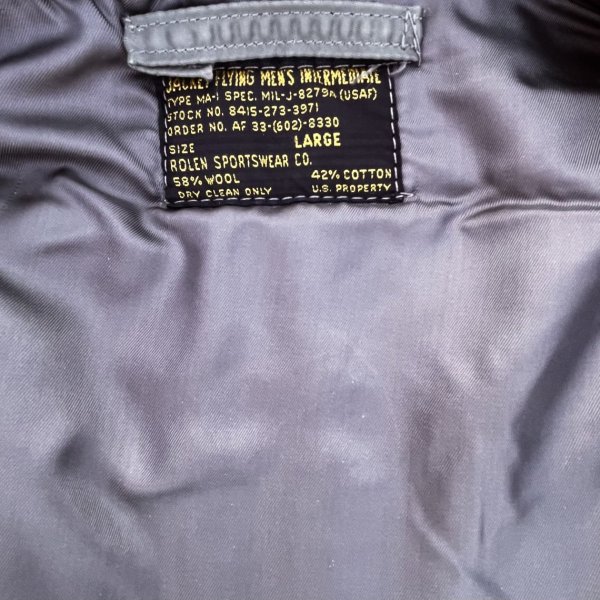 JACKET FLYING MEN'S INTERMEDIATE
TYPE MA-1 SPEC. MIL-J-8279A (USAF)
STOCK NO. 8415-273-3971
ORDER NO. AF 33-(602)-8330
SIZE LARGE
ROLEN SPORTSWEAR CO.
58% WOOL 42% COTTON
DRY CLEAN ONLY U.S. PROPERTY